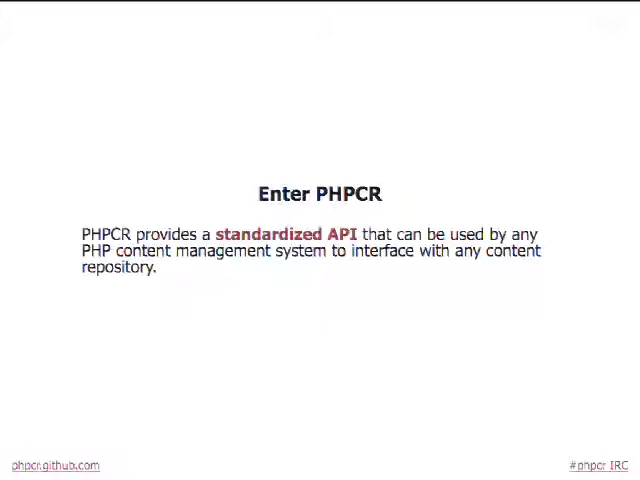 Enter PHPCR
PHPCR provides a standardized API that can be used by any
PHP content management system to interface with any content
repository.
phpcr.github.com
#phpcr IRC